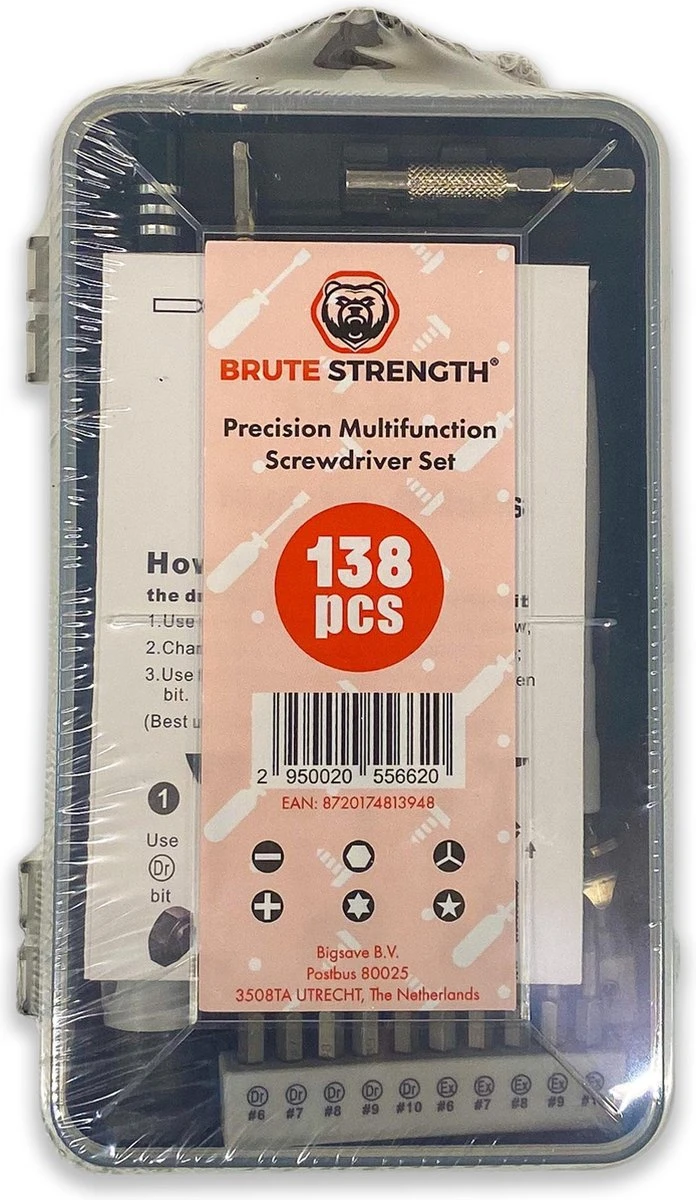 BRUTE STRENGTH®
Precision Multifunction
Screwdriver Set
138
pcs
2 950020 556620
EAN: 8720174813948
Bigsave B.V.
Postbus 80025
3508TA UTRECHT, The Netherlands
the
1.Use
2.
3.Use
bit.
(Best
1
Use
Dr
bit
Dr Dr Dr Dr Dr Ex Ex Ex Ex Ex
#6 #7 #8 #9 #10 #6 #7 #8 #9